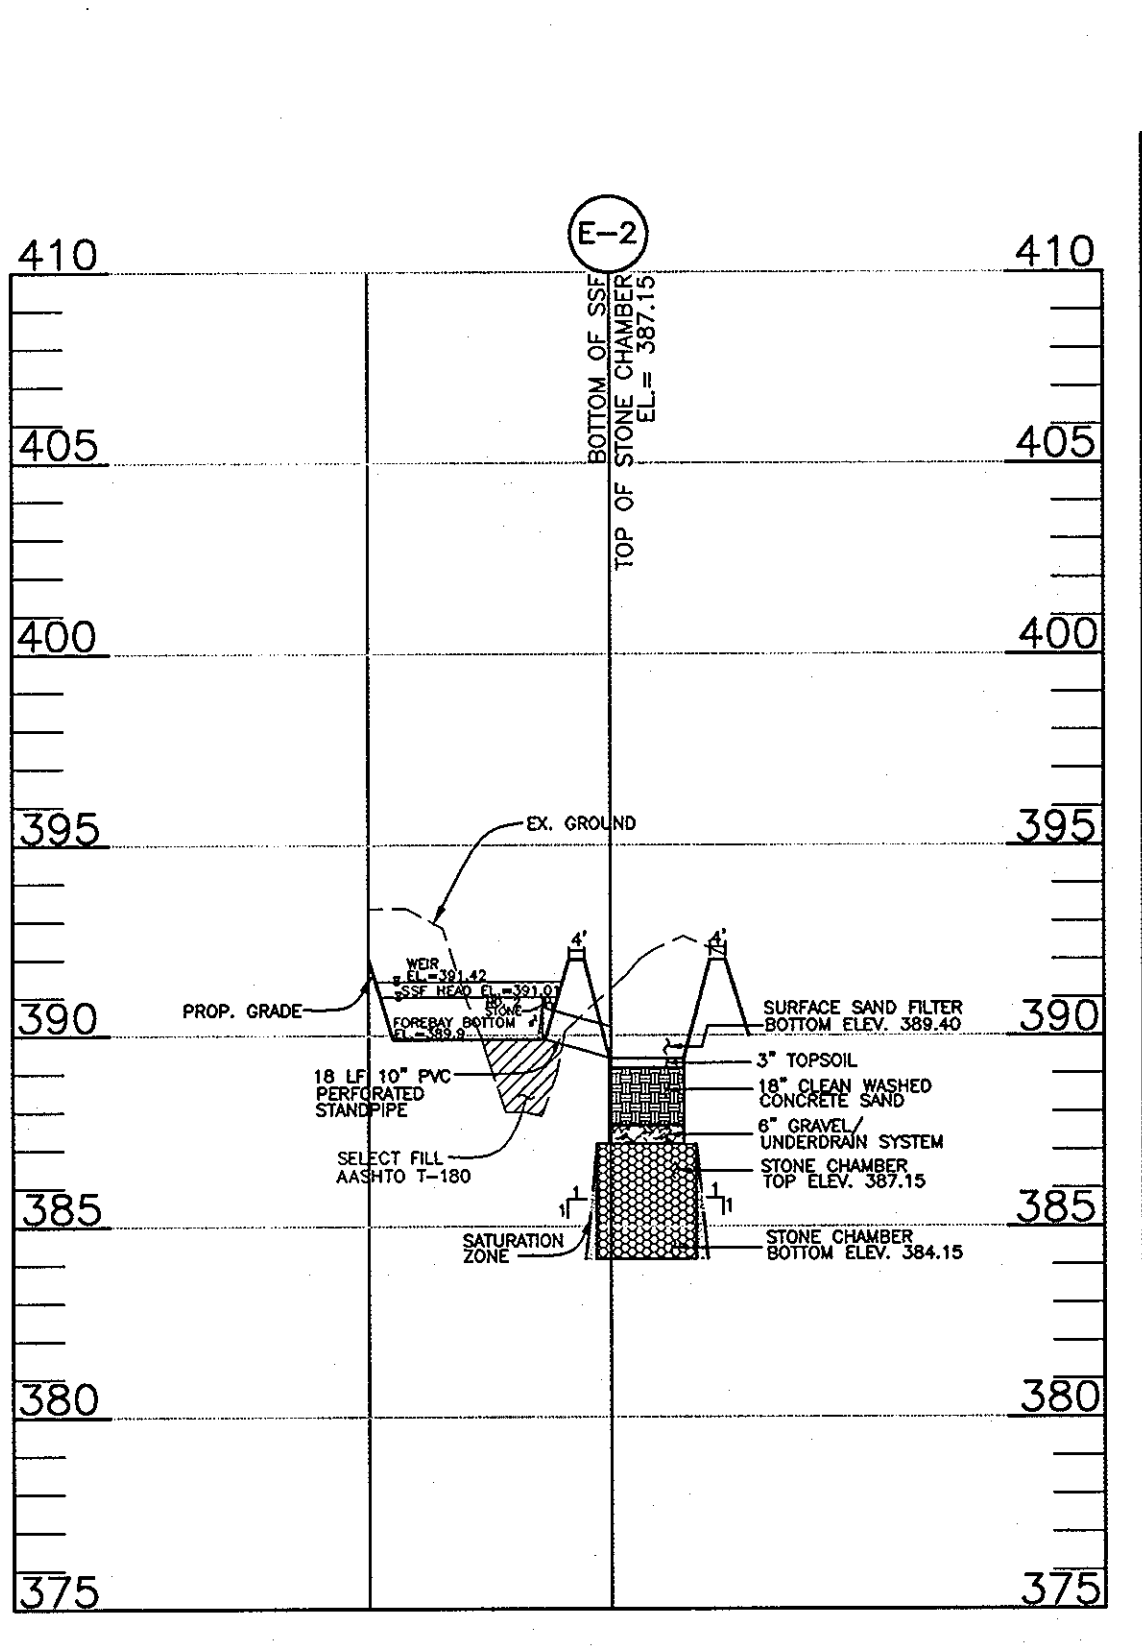 E-2
410
410
BOTTOM OF SSF
TOP OF STONE CHAMBER
EL.= 387.15
405
405
400
400
395
395
EX. GROUND
4'
4'
WEIR
EL.=391.42
SSF HEAD EL.=391.01
NO. 2
STONE
PROP. GRADE
FOREBAY BOTTOM
EL.=389.9
390
390
SURFACE SAND FILTER
BOTTOM ELEV. 389.40
3" TOPSOIL
18 LF 10" PVC
PERFORATED
STANDPIPE
18" CLEAN WASHED
CONCRETE SAND
6" GRAVEL/
UNDERDRAIN SYSTEM
SELECT FILL
AASHTO T-180
STONE CHAMBER
TOP ELEV. 387.15
1
1
1
1
385
385
SATURATION
ZONE
STONE CHAMBER
BOTTOM ELEV. 384.15
380
380
375
375